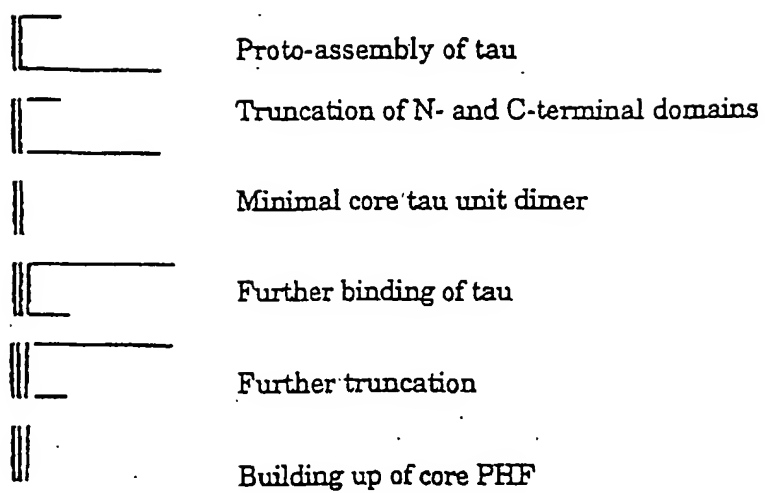 Proto-assembly of tau
Truncation of N- and C-terminal domains
Minimal core tau unit dimer
Further binding of tau
Further truncation
Building up of core PHF